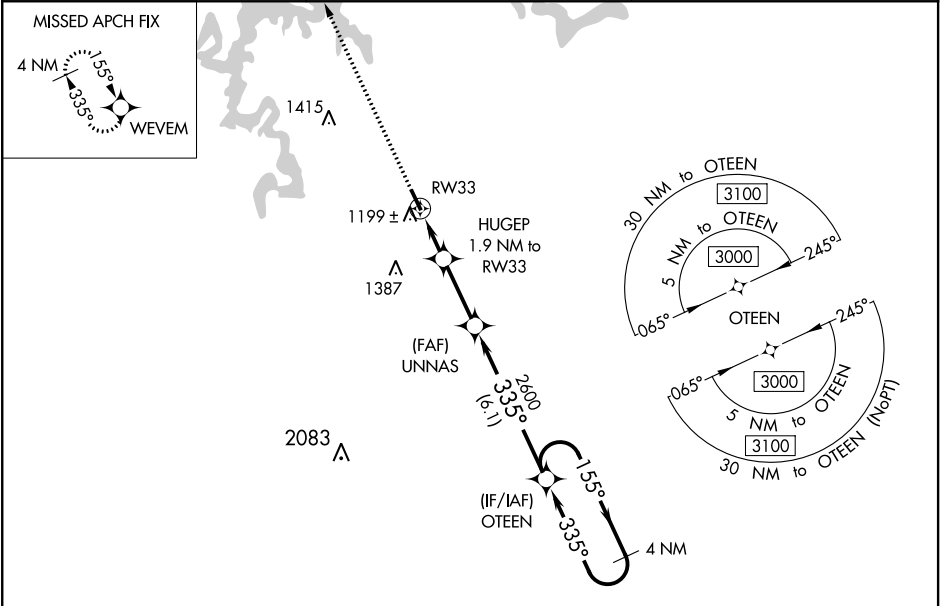 MISSED APCH FIX
4 NM
155°
335°
WEVEM
1415
RW33
1199 ±
HUGEP
1.9 NM to
RW33
1387
(FAF)
UNNAS
2600
335°
(6.1)
2083
(IF/IAF)
OTEEN
155°
335°
4 NM
30 NM to OTEEN
3100
5 NM to OTEEN
3000
245°
065°
OTEEN
245°
065°
3000
5 NM to OTEEN
3100
30 NM to OTEEN (NoPT)